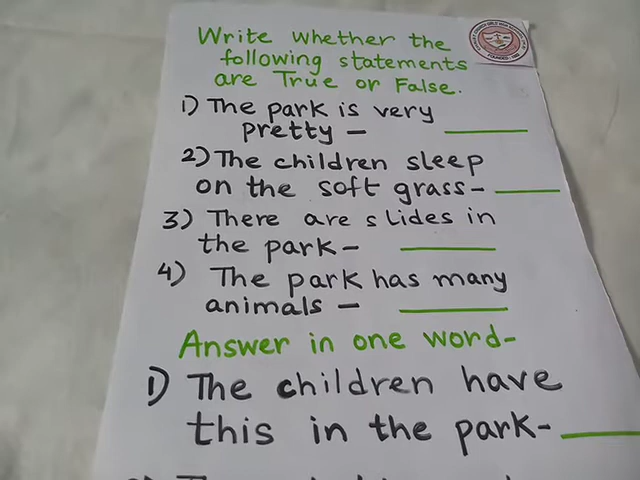 Write whether the
following statements
are True or False.
1) The park is very
pretty –
2) The children sleep
on the soft grass–
3) There are slides in
the park–
4) The park has many
animals –
Answer in one word-
1) The children have
this in the park-